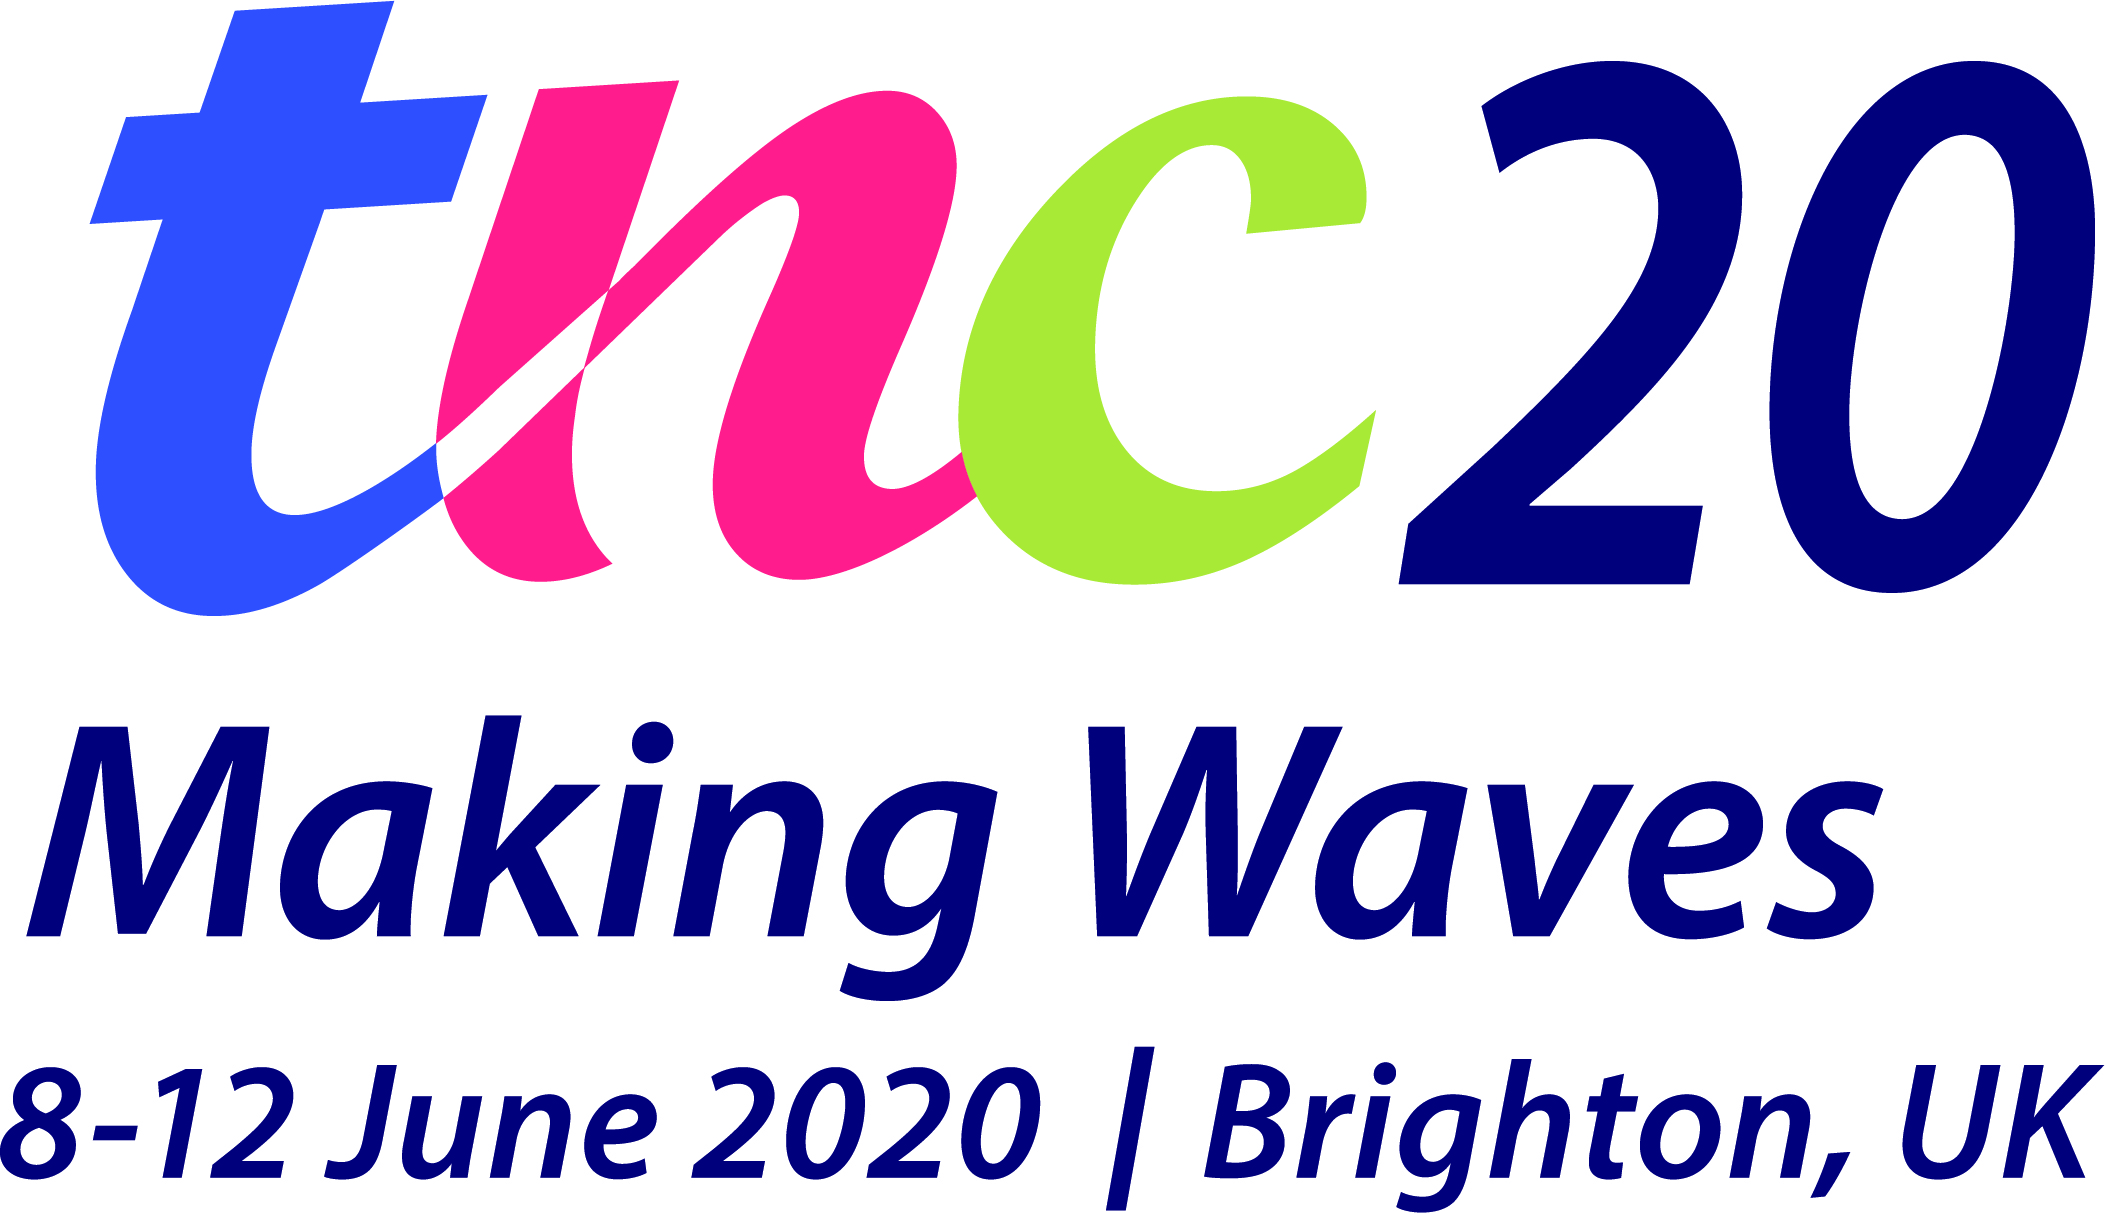 tnc20
Making Waves
8-12 June 2020 | Brighton, UK